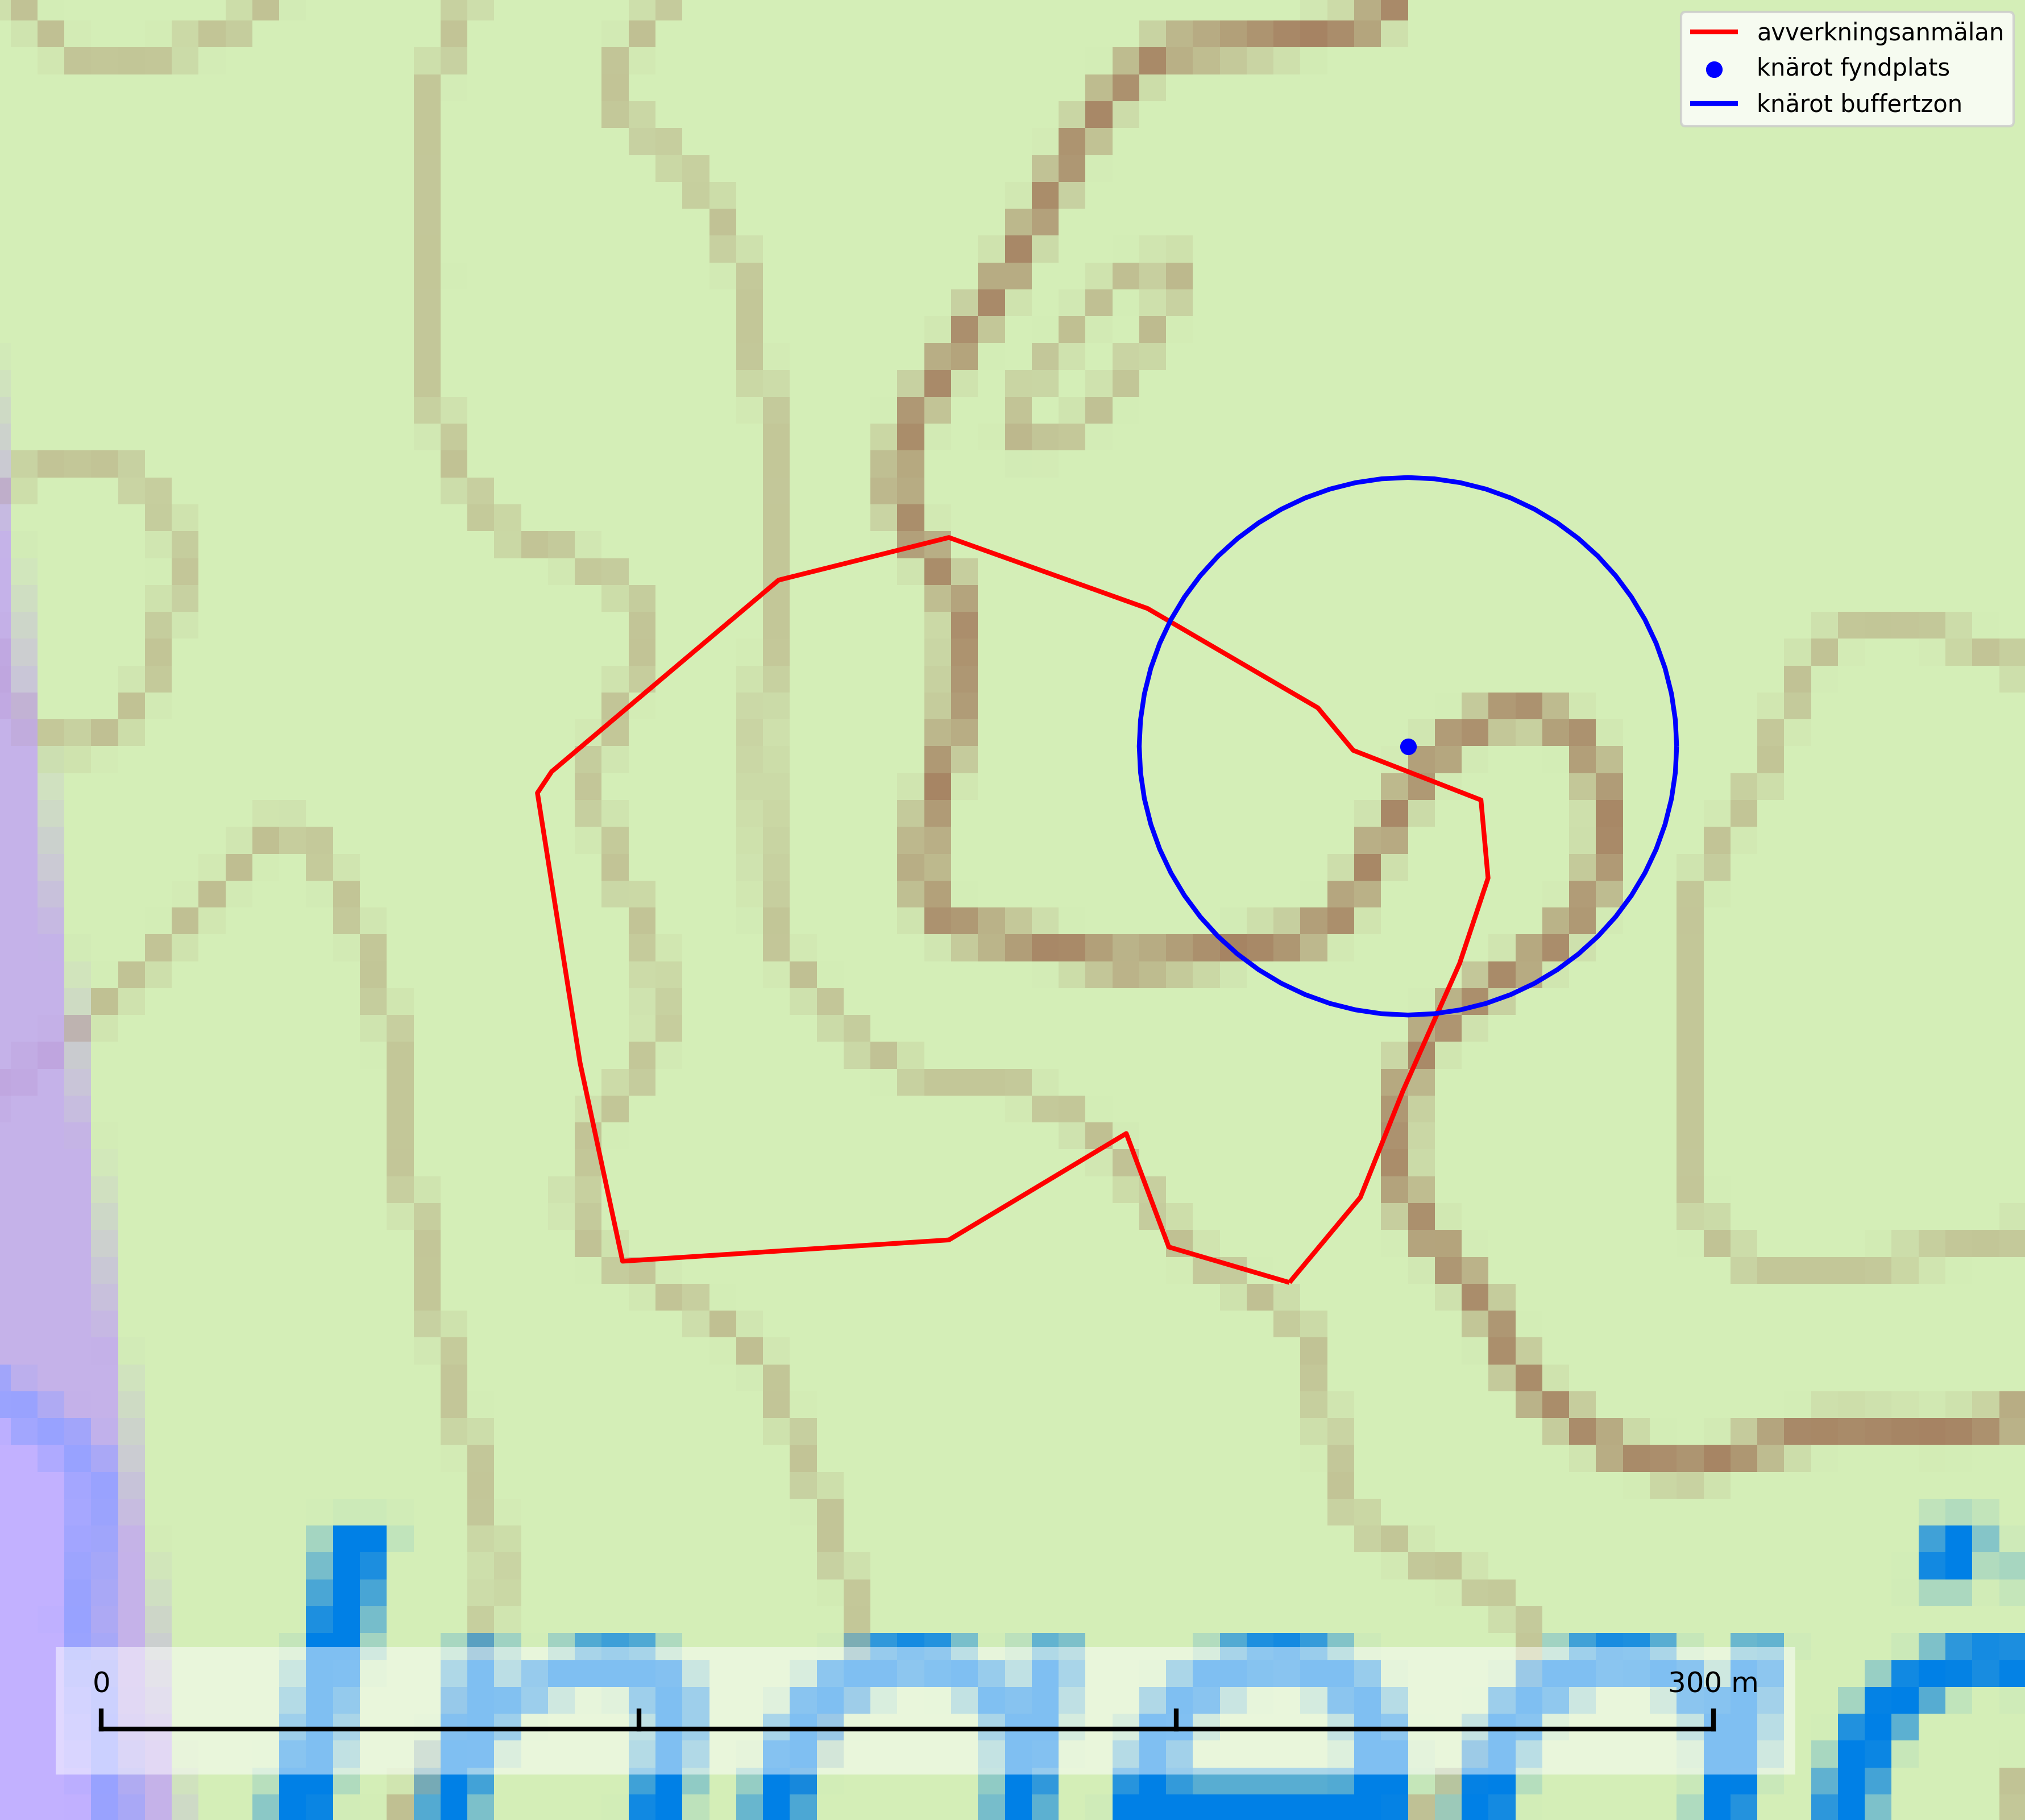 avverkningsanmälan
knärot fyndplats
knärot buffertzon
0
300 m